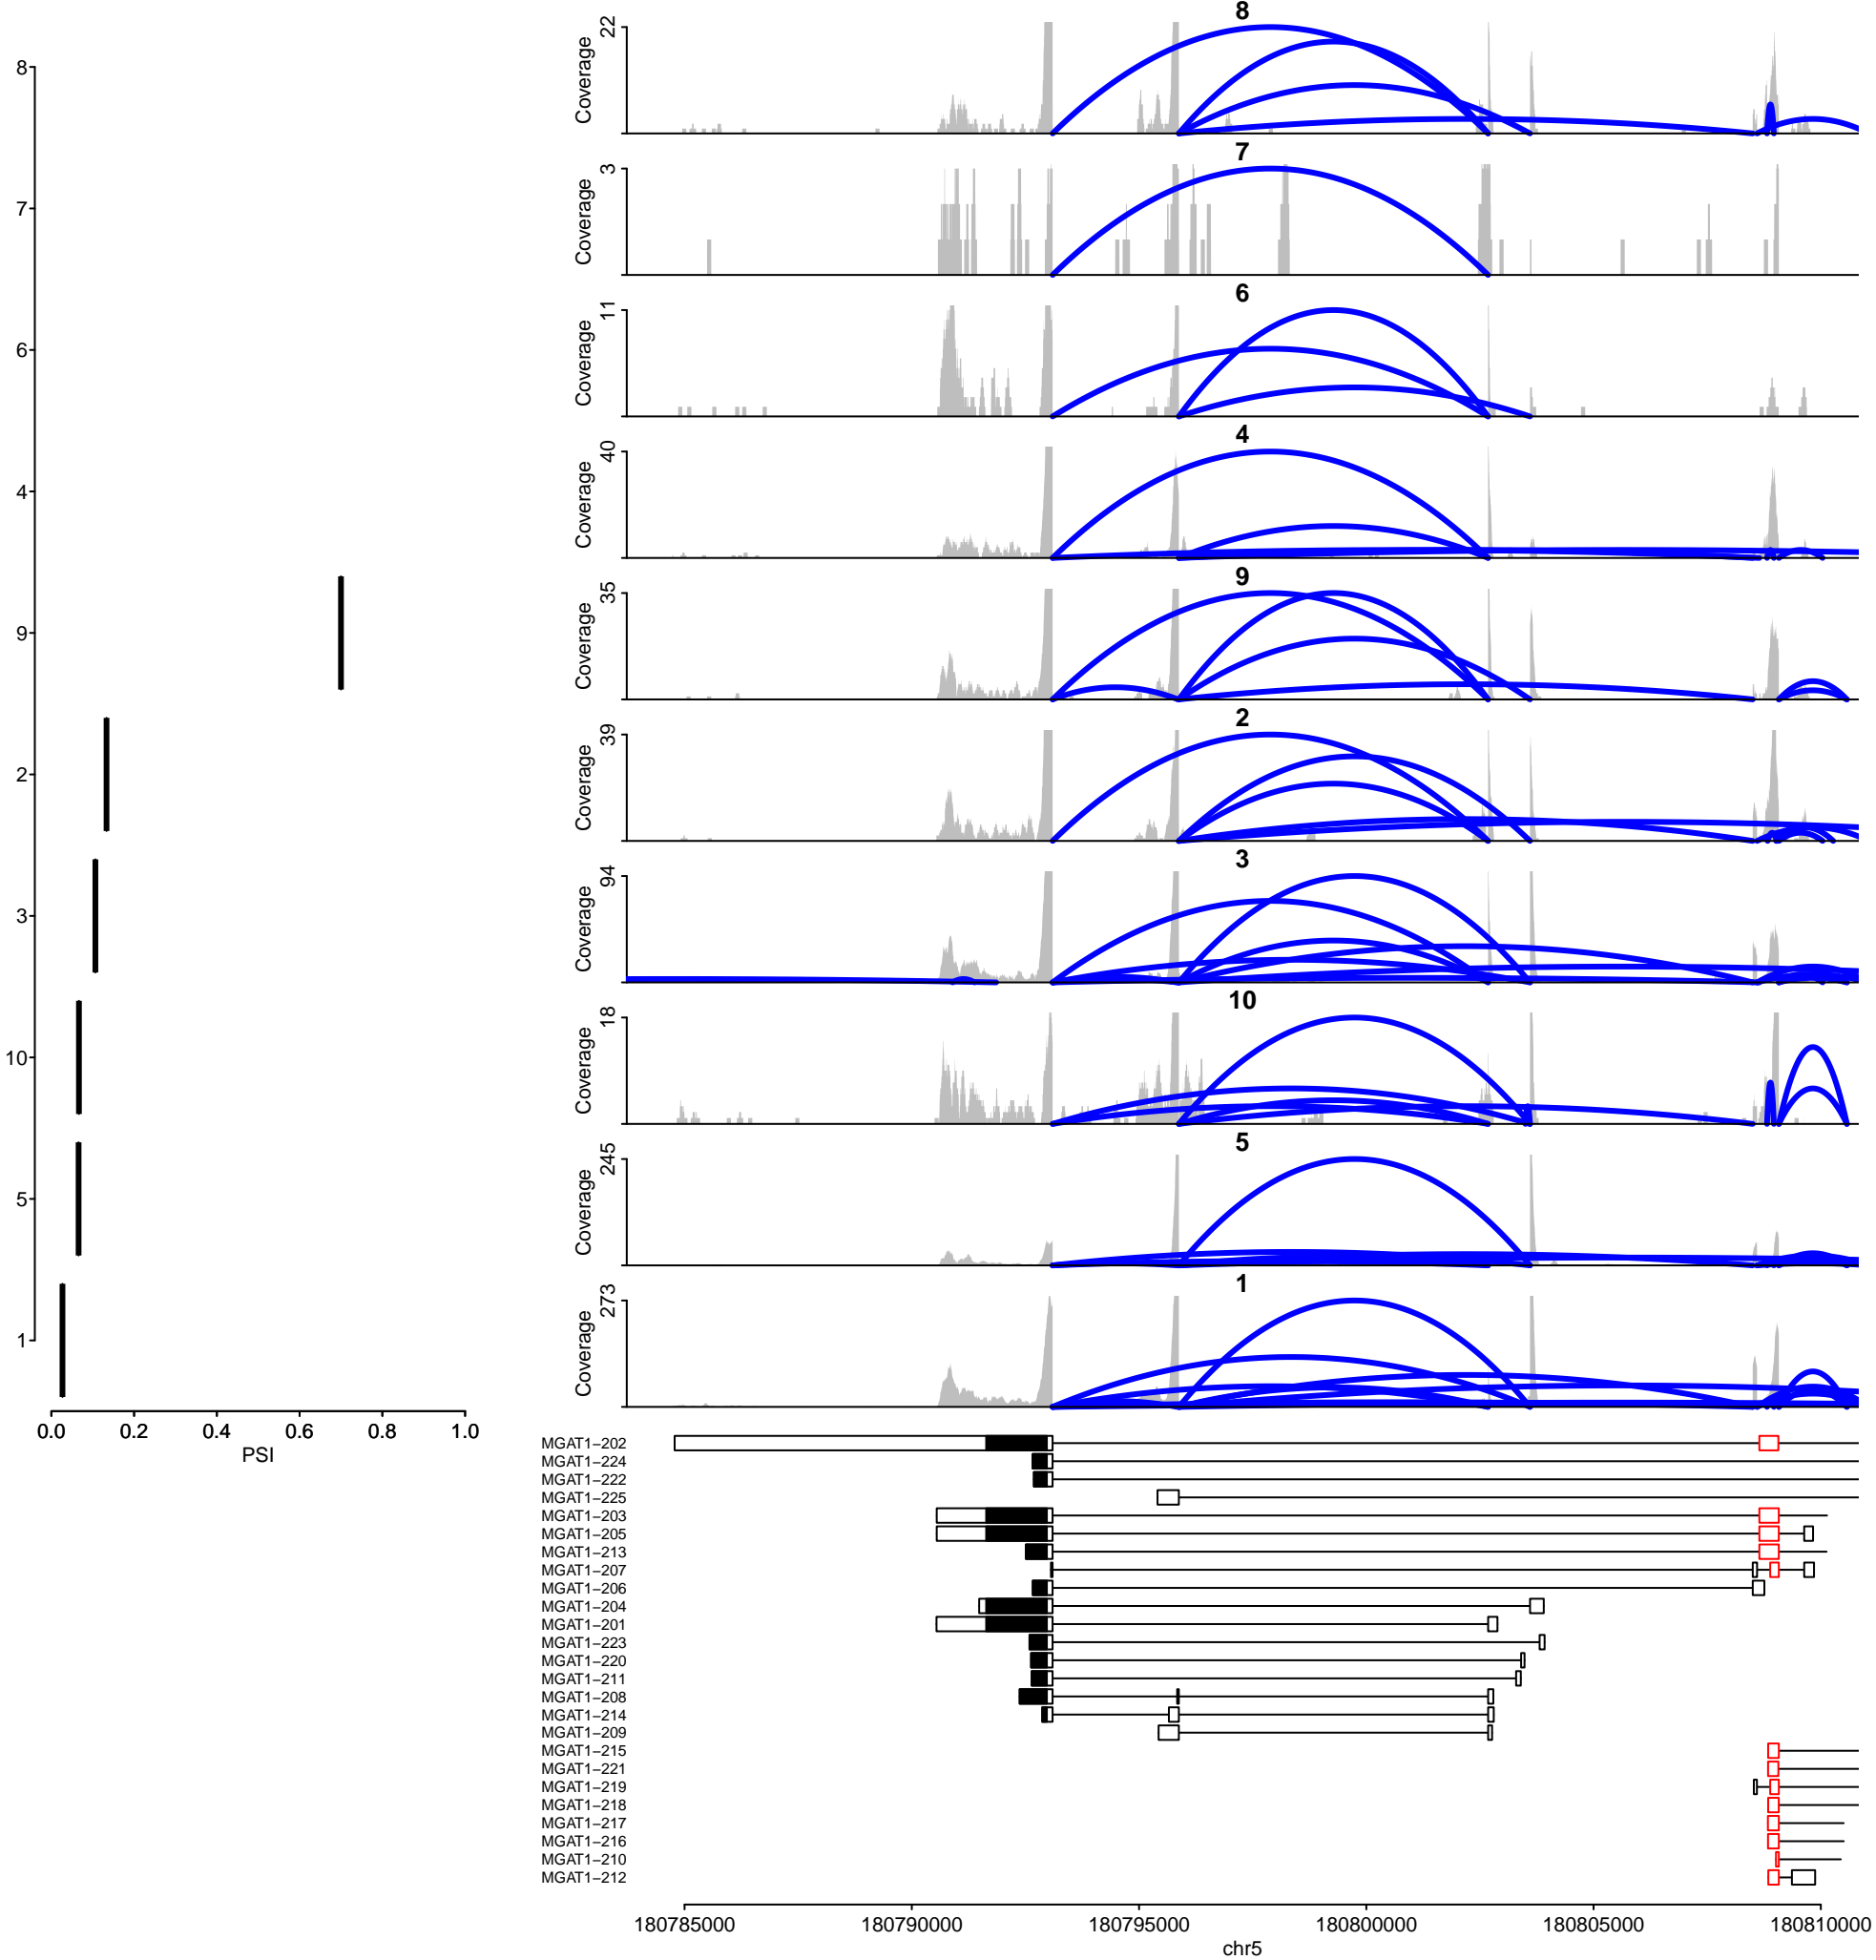 8
7
6
4
9
2
3
10
5
1
0.0 0.2 0.4 0.6 0.8 1.0
PSI
8
Coverage
22
7
Coverage
3
6
Coverage
11
4
Coverage
40
9
Coverage
35
2
Coverage
39
3
Coverage
94
10
Coverage
18
5
Coverage
245
1
Coverage
273
MGAT1−202
MGAT1−224
MGAT1−222
MGAT1−225
MGAT1−203
MGAT1−205
MGAT1−213
MGAT1−207
MGAT1−206
MGAT1−204
MGAT1−201
MGAT1−223
MGAT1−220
MGAT1−211
MGAT1−208
MGAT1−214
MGAT1−209
MGAT1−215
MGAT1−221
MGAT1−219
MGAT1−218
MGAT1−217
MGAT1−216
MGAT1−210
MGAT1−212
180785000 180790000 180795000 180800000 180805000 180810000
chr5